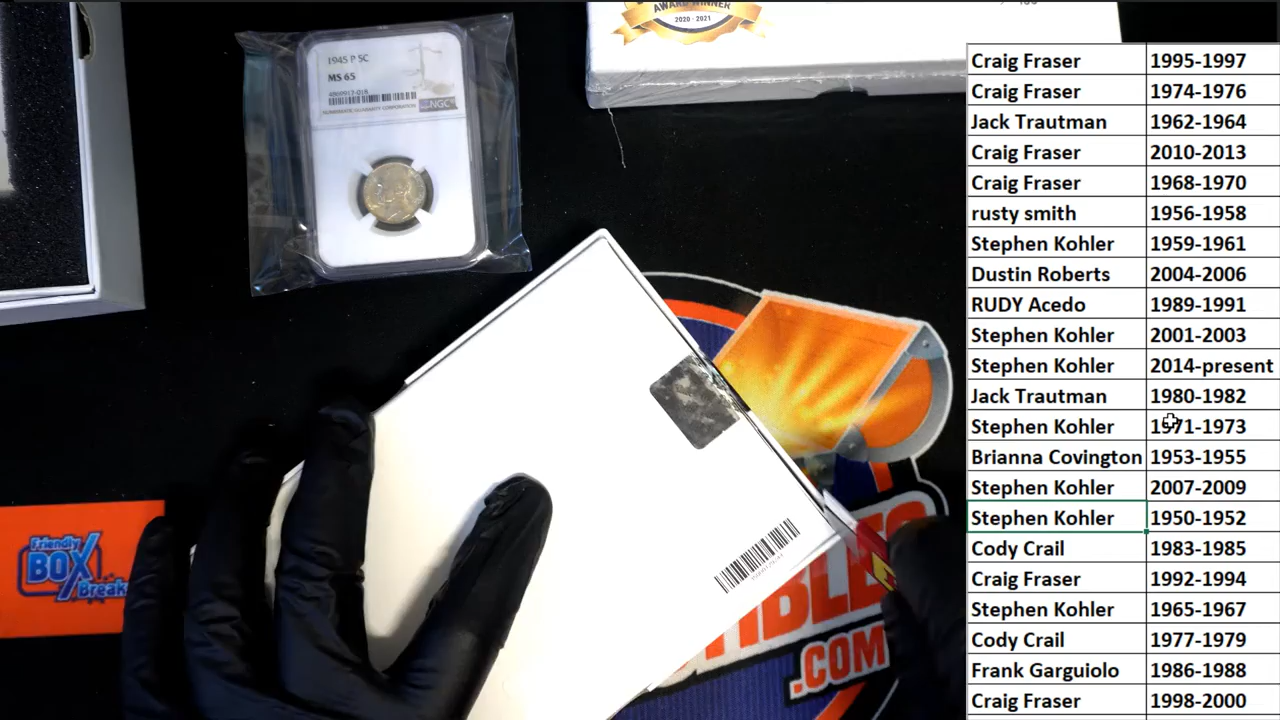 AWARD WINNER
2020 - 2021
1945 P 5C
MS 65
NUMISMATIC GUARANTY CORPORATION
NGC
Friendly
BOX
Breaks
IBLES
.COM
Craig Fraser 1995-1997
Craig Fraser 1974-1976
Jack Trautman 1962-1964
Craig Fraser 2010-2013
Craig Fraser 1968-1970
rusty smith 1956-1958
Stephen Kohler 1959-1961
Dustin Roberts 2004-2006
RUDY Acedo 1989-1991
Stephen Kohler 2001-2003
Stephen Kohler 2014-present
Jack Trautman 1980-1982
Stephen Kohler 1971-1973
Brianna Covington 1953-1955
Stephen Kohler 2007-2009
Stephen Kohler 1950-1952
Cody Crail 1983-1985
Craig Fraser 1992-1994
Stephen Kohler 1965-1967
Cody Crail 1977-1979
Frank Garguiolo 1986-1988
Craig Fraser 1998-2000